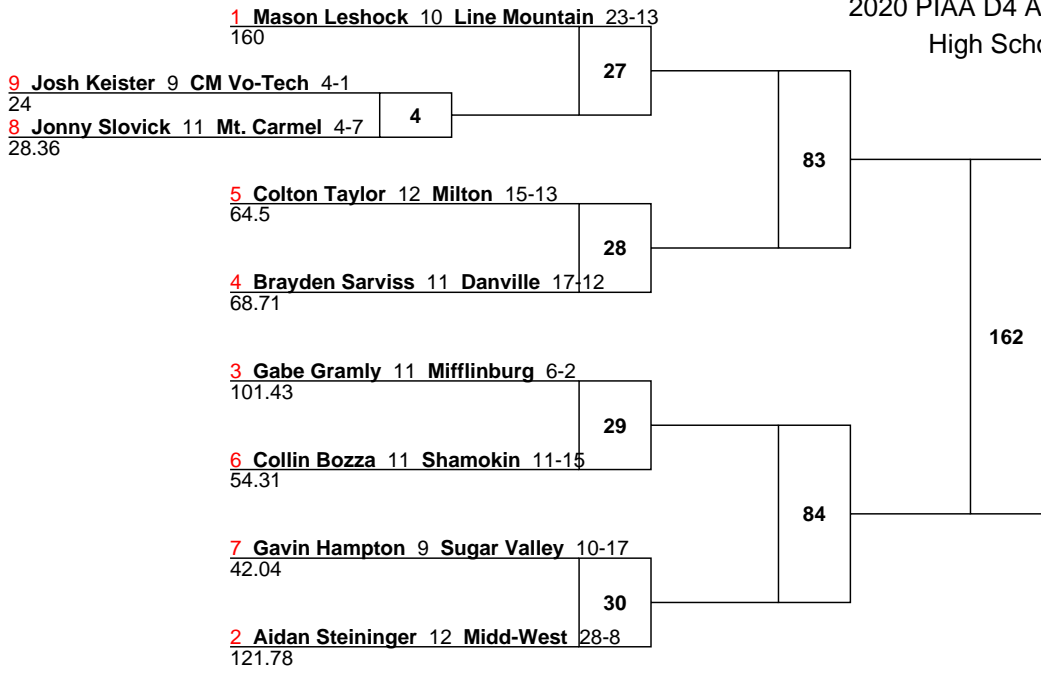 2020 PIAA D4 A
High Scho
1 Mason Leshock 10 Line Mountain 23-13
160
27
9 Josh Keister 9 CM Vo-Tech 4-1
24
4
8 Jonny Slovick 11 Mt. Carmel 4-7
28.36
83
5 Colton Taylor 12 Milton 15-13
64.5
28
4 Brayden Sarviss 11 Danville 17-12
68.71
162
3 Gabe Gramly 11 Mifflinburg 6-2
101.43
29
6 Collin Bozza 11 Shamokin 11-15
54.31
84
7 Gavin Hampton 9 Sugar Valley 10-17
42.04
30
2 Aidan Steininger 12 Midd-West 28-8
121.78